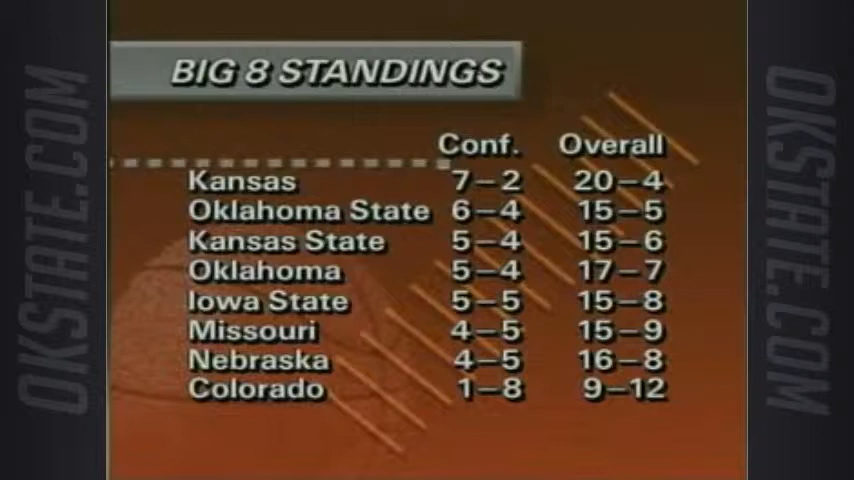 BIG 8 STANDINGS
Conf. Overall
Kansas 7-2 20-4
Oklahoma State 6-4 15-5
Kansas State 5-4 15-6
Oklahoma 5-4 17-7
Iowa State 5-5 15-8
Missouri 4-5 15-9
Nebraska 4-5 16-8
Colorado 1-8 9-12
OKSTATE.COM
OKSTATE.COM